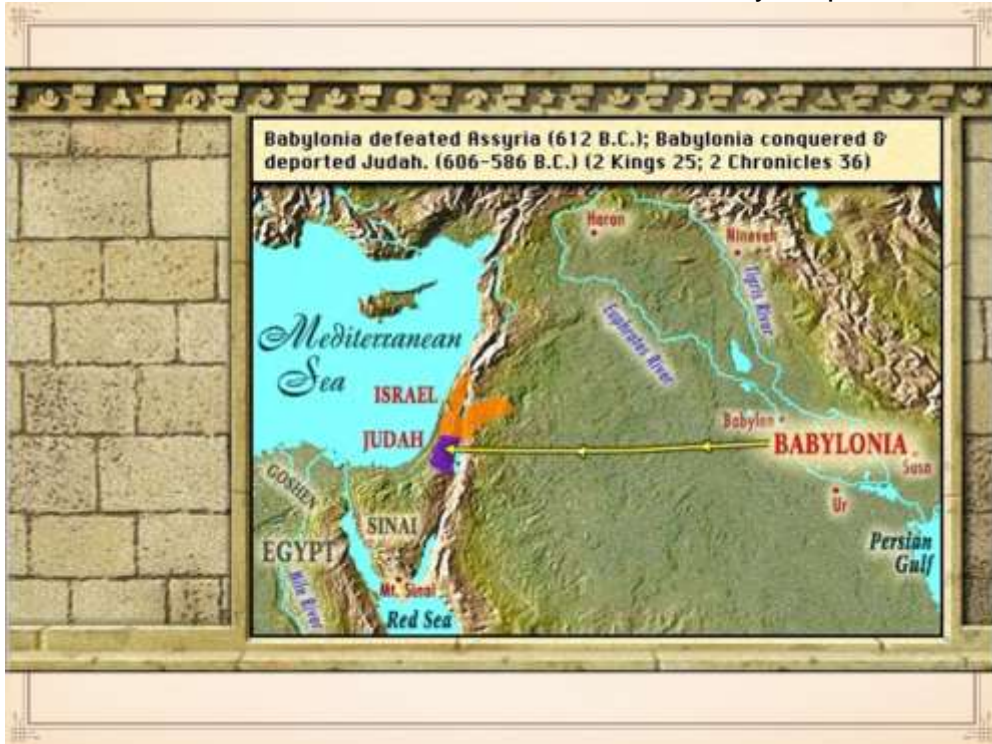 Babylonia defeated Assyria (612 B.C.); Babylonia conquered &
deported Judah. (606-586 B.C.) (2 Kings 25; 2 Chronicles 36)
Haran
Ninevah
Tigris River
Euphrates River
Mediterranean
Sea
ISRAEL
JUDAH
Babylon
BABYLONIA
Susa
Ur
GOSHEN
SINAI
EGYPT
Nile River
Mt. Sinai
Red Sea
Persian
Gulf